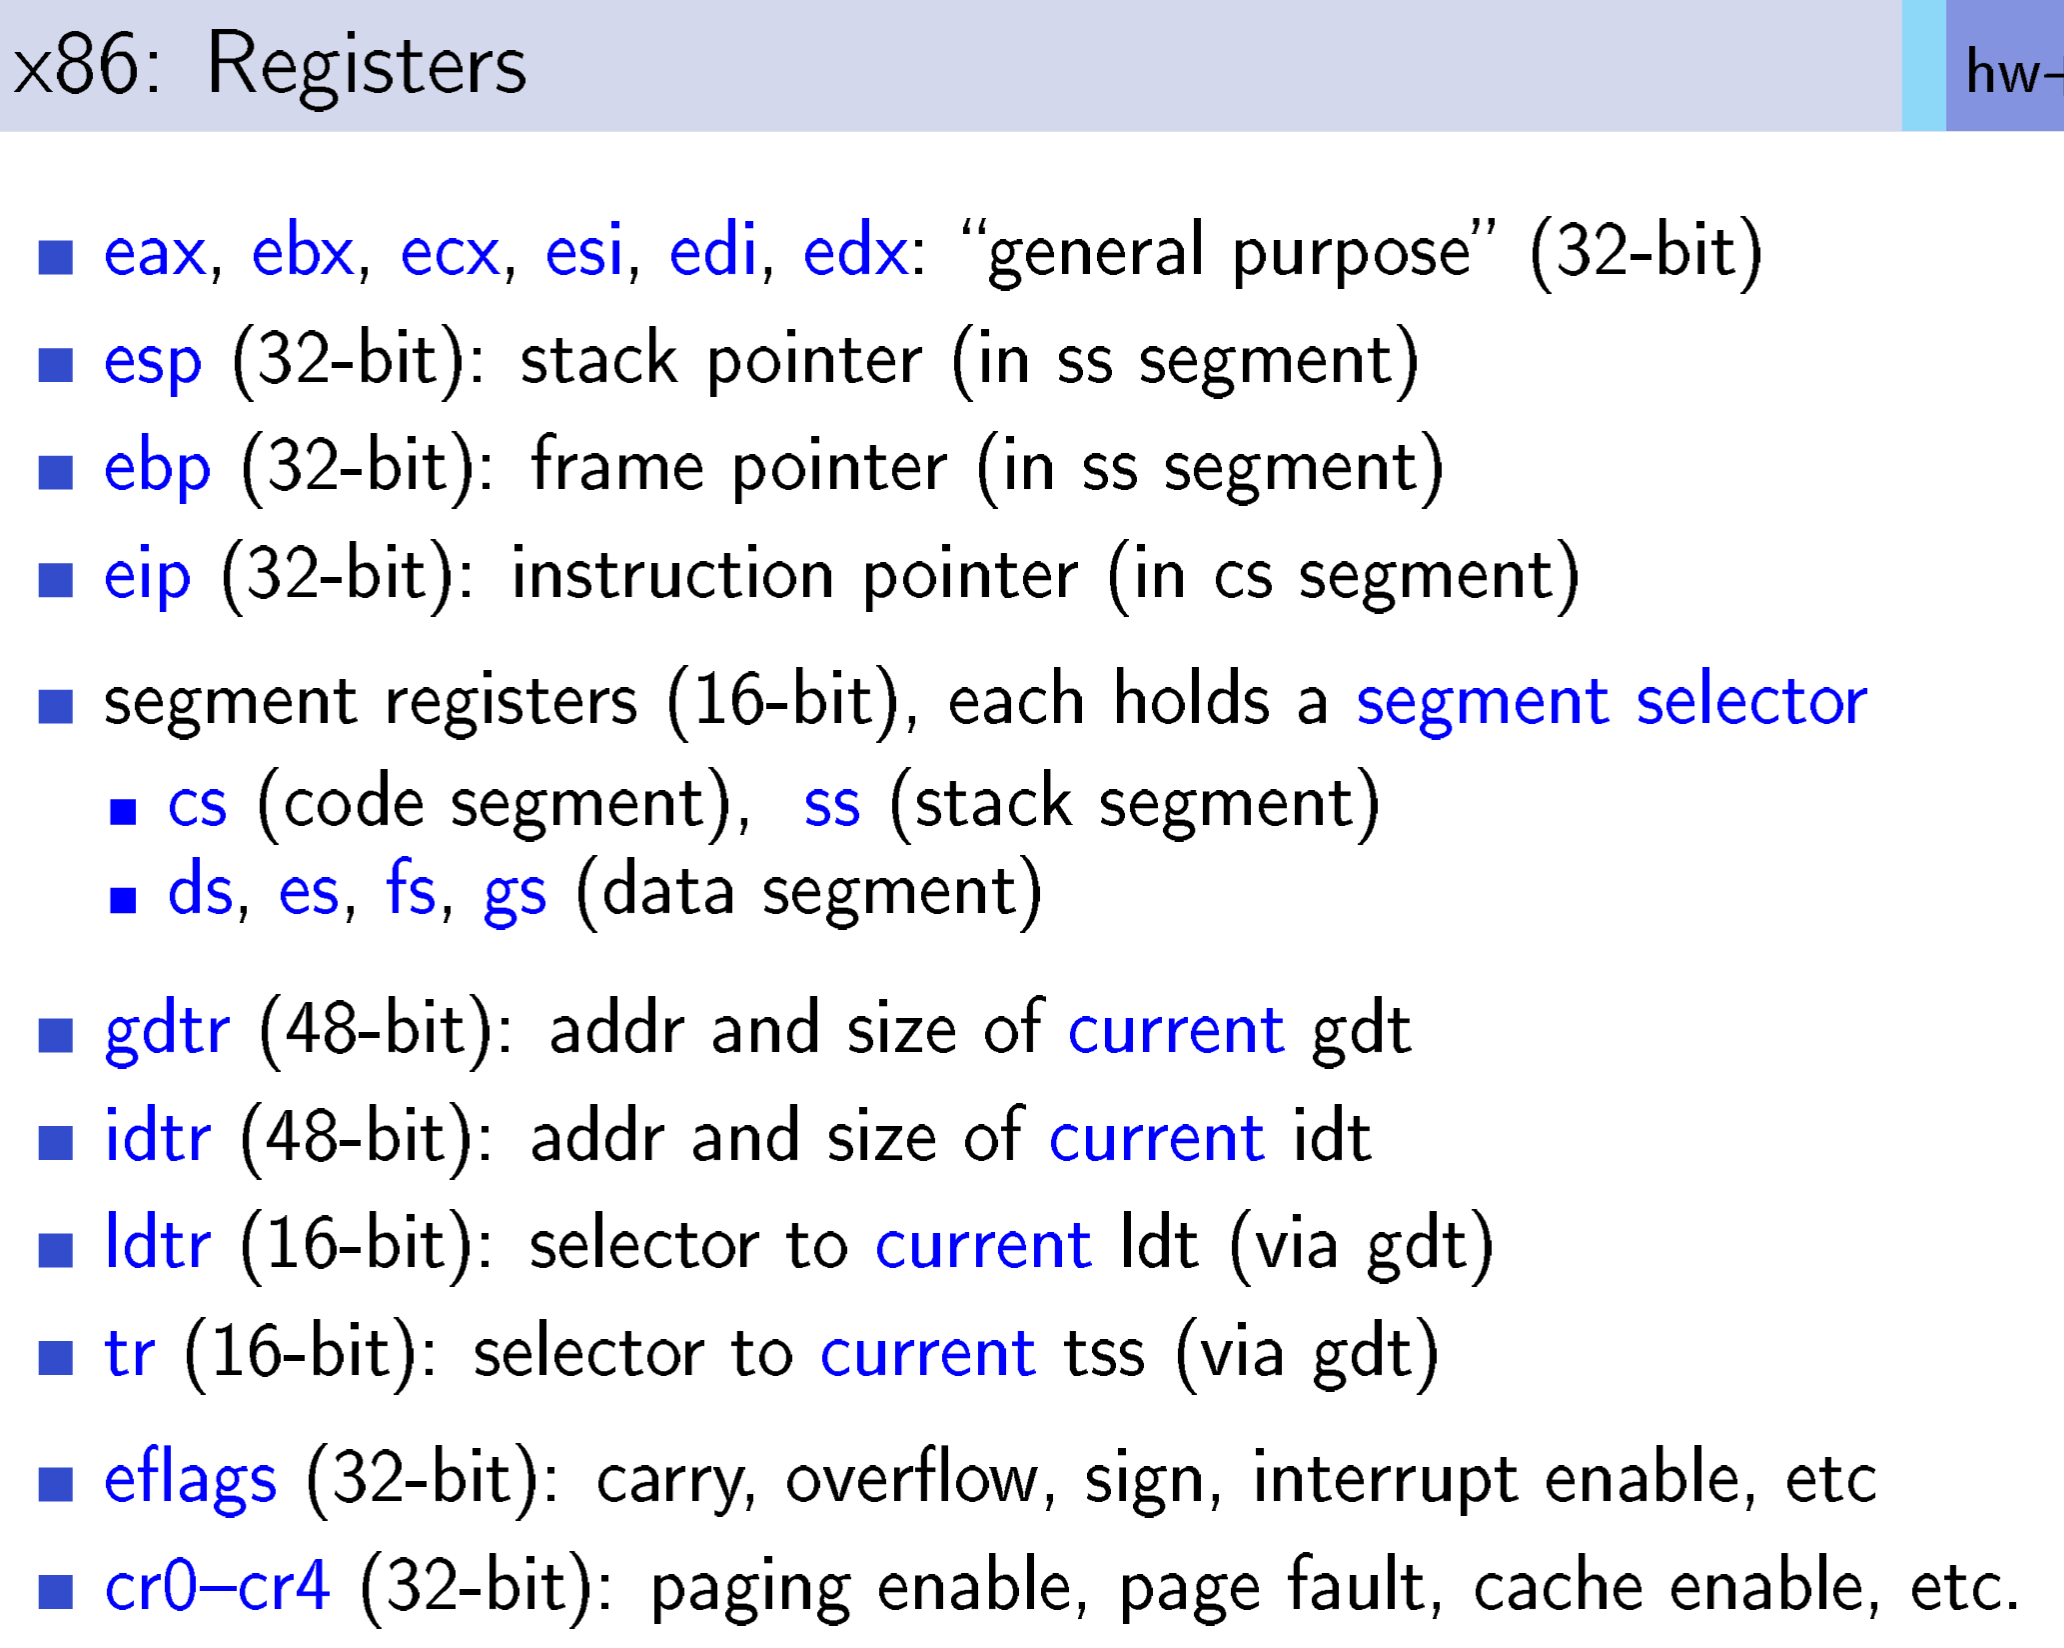 x86: Registers
hw-
eax, ebx, ecx, esi, edi, edx: “general purpose” (32-bit)
esp (32-bit): stack pointer (in ss segment)
ebp (32-bit): frame pointer (in ss segment)
eip (32-bit): instruction pointer (in cs segment)
segment registers (16-bit), each holds a segment selector
cs (code segment), ss (stack segment)
ds, es, fs, gs (data segment)
gdtr (48-bit): addr and size of current gdt
idtr (48-bit): addr and size of current idt
ldtr (16-bit): selector to current ldt (via gdt)
tr (16-bit): selector to current tss (via gdt)
eflags (32-bit): carry, overflow, sign, interrupt enable, etc
cr0–cr4 (32-bit): paging enable, page fault, cache enable, etc.